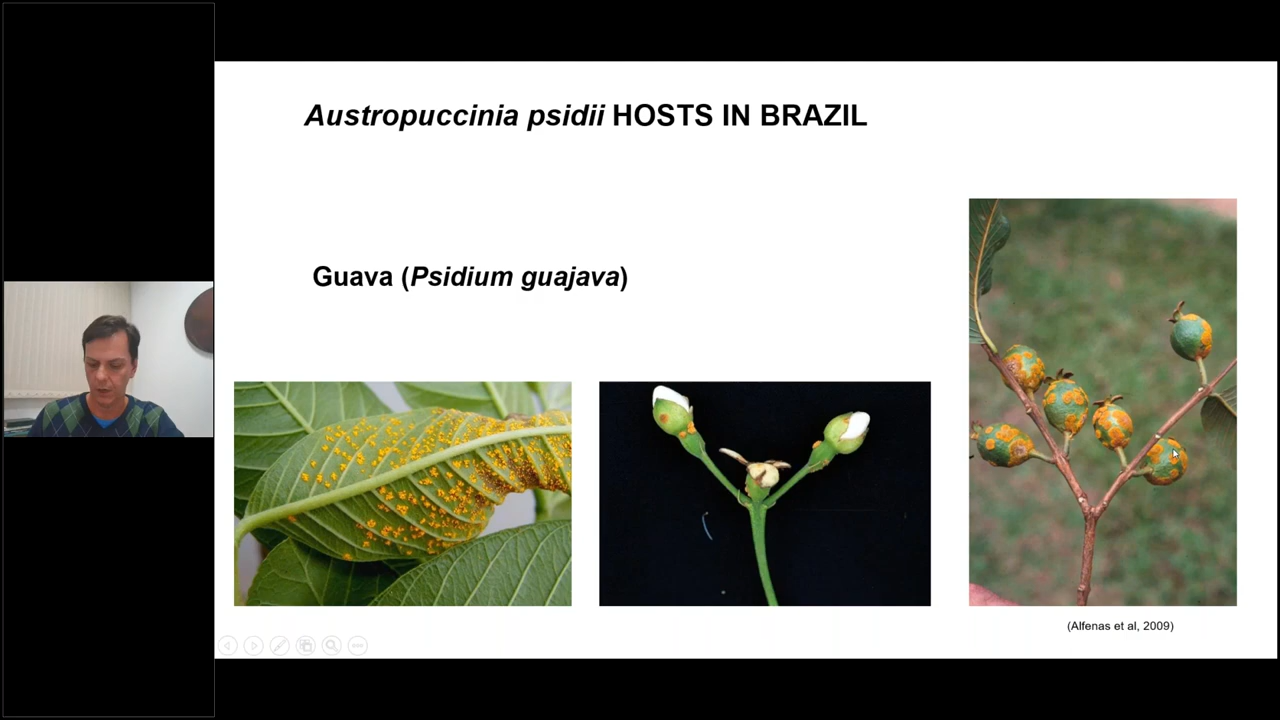 Austropuccinia psidii HOSTS IN BRAZIL
Guava (Psidium guajava)
(Alfenas et al, 2009)